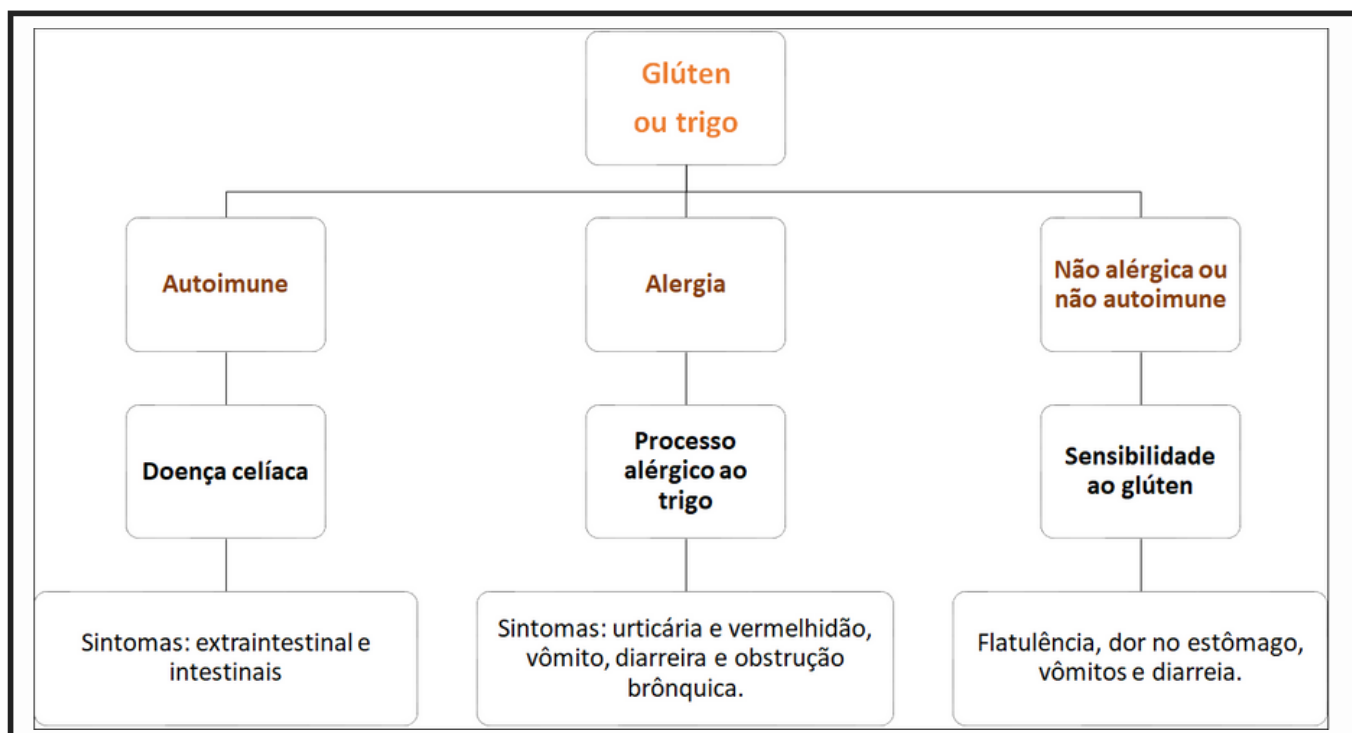 Glúten
ou trigo
Autoimune
Alergia
Não alérgica ou
não autoimune
Doença celíaca
Processo
alérgico ao
trigo
Sensibilidade
ao glúten
Sintomas: extraintestinal e
intestinais
Sintomas: urticária e vermelhidão,
vômito, diarreira e obstrução
brônquica.
Flatulência, dor no estômago,
vômitos e diarreia.